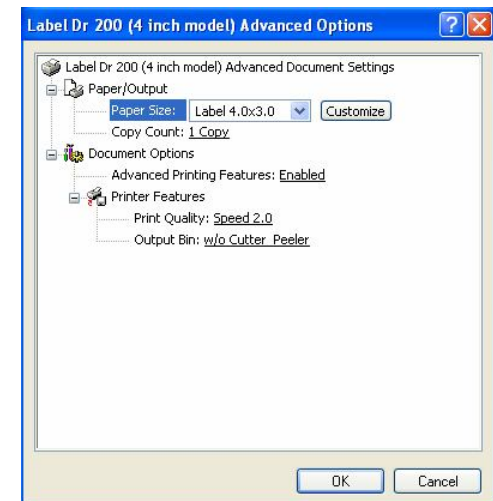 Label Dr 200 (4 inch model) Advanced Options
Label Dr 200 (4 inch model) Advanced Document Settings
Paper/Output
Paper Size: Label 4.0x3.0 Customize
Copy Count: 1 Copy
Document Options
Advanced Printing Features: Enabled
Printer Features
Print Quality: Speed 2.0
Output Bin: w/o Cutter Peeler
OK Cancel